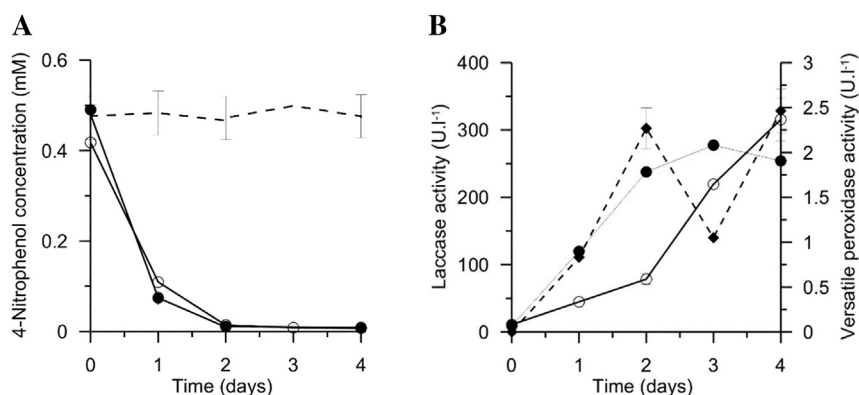 A
4-Nitrophenol concentration (mM)
0.6
0.4
0.2
0
0 1 2 3 4
Time (days)
B
Laccase activity (U.l-1)
400
300
200
100
0
0 1 2 3 4
Time (days)
3
2.5
2
1.5
1
0.5
0
Versatile peroxidase activity (U.l-1)